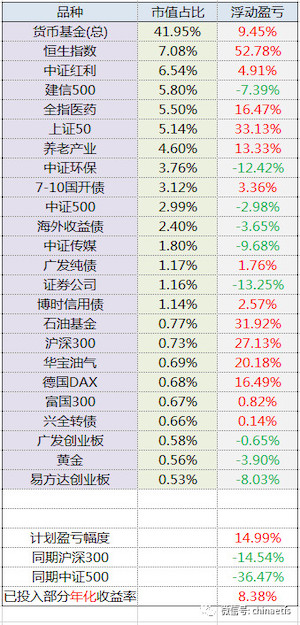 品种 市值占比 浮动盈亏
货币基金(总) 41.95% 9.45%
恒生指数 7.08% 52.78%
中证红利 6.54% 4.91%
建信500 5.80% -7.39%
全指医药 5.50% 16.47%
上证50 5.14% 33.13%
养老产业 4.60% 13.33%
中证环保 3.76% -12.42%
7-10国开债 3.12% 3.36%
中证500 2.99% -2.98%
海外收益债 2.40% -3.65%
中证传媒 1.80% -9.68%
广发纯债 1.17% 1.76%
证券公司 1.16% -13.25%
博时信用债 1.14% 2.57%
石油基金 0.77% 31.92%
沪深300 0.73% 27.13%
华宝油气 0.69% 20.18%
德国DAX 0.68% 16.49%
富国300 0.67% 0.82%
兴全转债 0.66% 0.14%
广发创业板 0.58% -0.65%
黄金 0.56% -3.90%
易方达创业板 0.53% -8.03%
计划盈亏幅度 14.99%
同期沪深300 -14.54%
同期中证500 -36.47%
已投入部分年化收益率 8.38%
微信号: chinaetfs